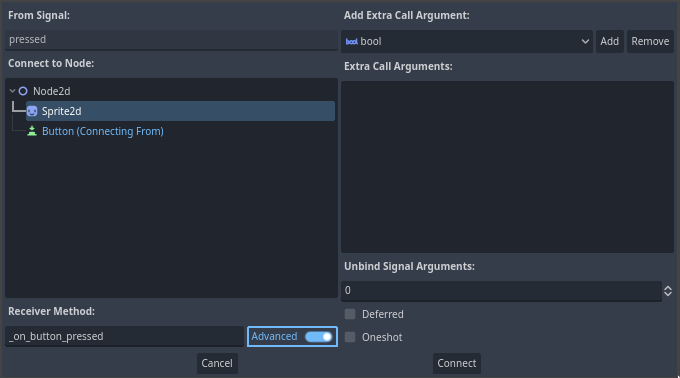 From Signal:
pressed
Connect to Node:
Node2d
Sprite2d
Button (Connecting From)
Receiver Method:
_on_button_pressed
Advanced
Add Extra Call Argument:
bool bool
Add
Remove
Extra Call Arguments:
Unbind Signal Arguments:
0
Deferred
Oneshot
Cancel
Connect